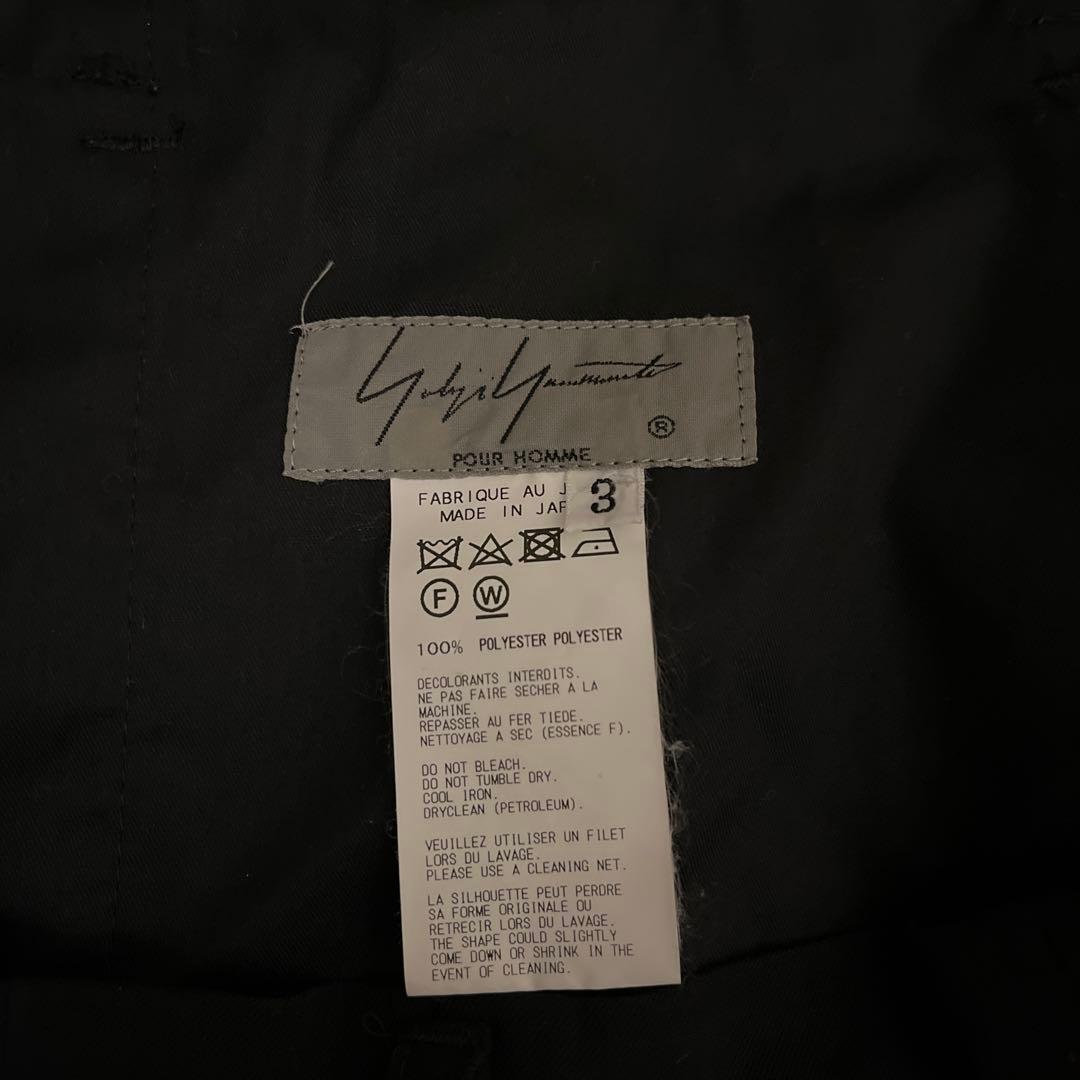 Yohji Yamamoto
®
POUR HOMME
3
FABRIQUE AU J
MADE IN JAP
F W
100% POLYESTER POLYESTER
DECOLORANTS INTERDITS.
NE PAS FAIRE SECHER A LA
MACHINE.
REPASSER AU FER TIEDE.
NETTOYAGE A SEC (ESSENCE F).
DO NOT BLEACH.
DO NOT TUMBLE DRY.
COOL IRON.
DRYCLEAN (PETROLEUM).
VEUILLEZ UTILISER UN FILET
LORS DU LAVAGE.
PLEASE USE A CLEANING NET.
LA SILHOUETTE PEUT PERDRE
SA FORME ORIGINALE OU
RETRECIR LORS DU LAVAGE.
THE SHAPE COULD SLIGHTLY
COME DOWN OR SHRINK IN THE
EVENT OF CLEANING.